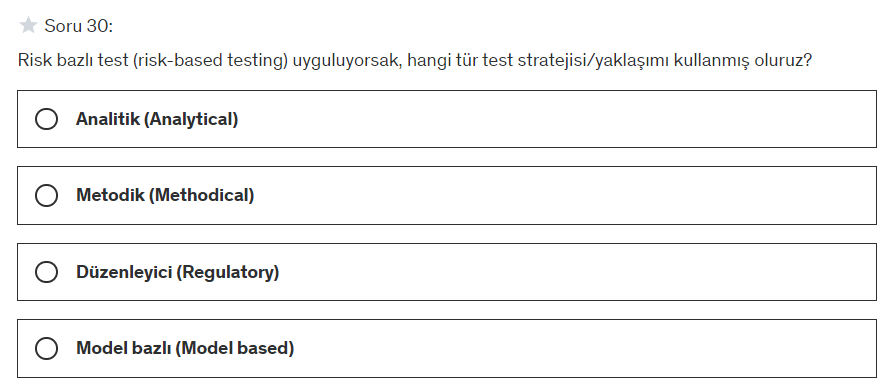 Soru 30:
Risk bazlı test (risk-based testing) uyguluyorsak, hangi tür test stratejisi/yaklaşımı kullanmış oluruz?
Analitik (Analytical)
Metodik (Methodical)
Düzenleyici (Regulatory)
Model bazlı (Model based)